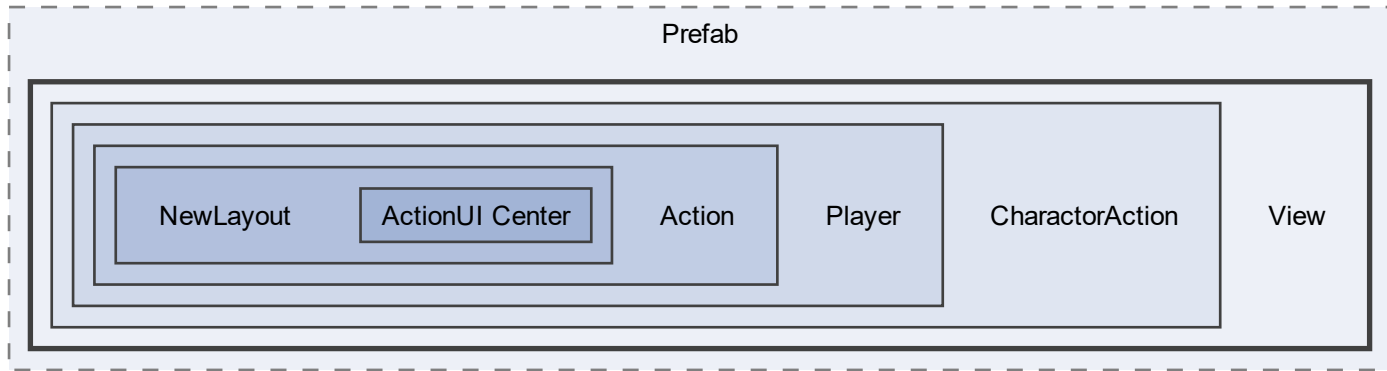 Prefab
NewLayout
ActionUI Center
Action
Player
CharactorAction
View